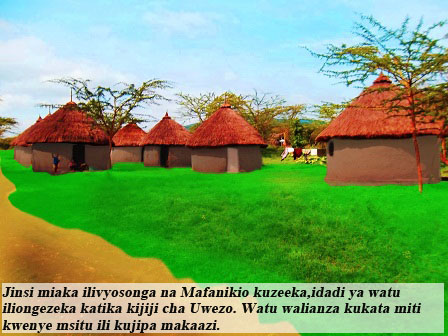 Jinsi miaka ilivyosonga na Mafanikio kuzeeka,idadi ya watu
iliongezeka katika kijiji cha Uwezo. Watu walianza kukata miti
kwenye msitu ili kujipa makaazi.